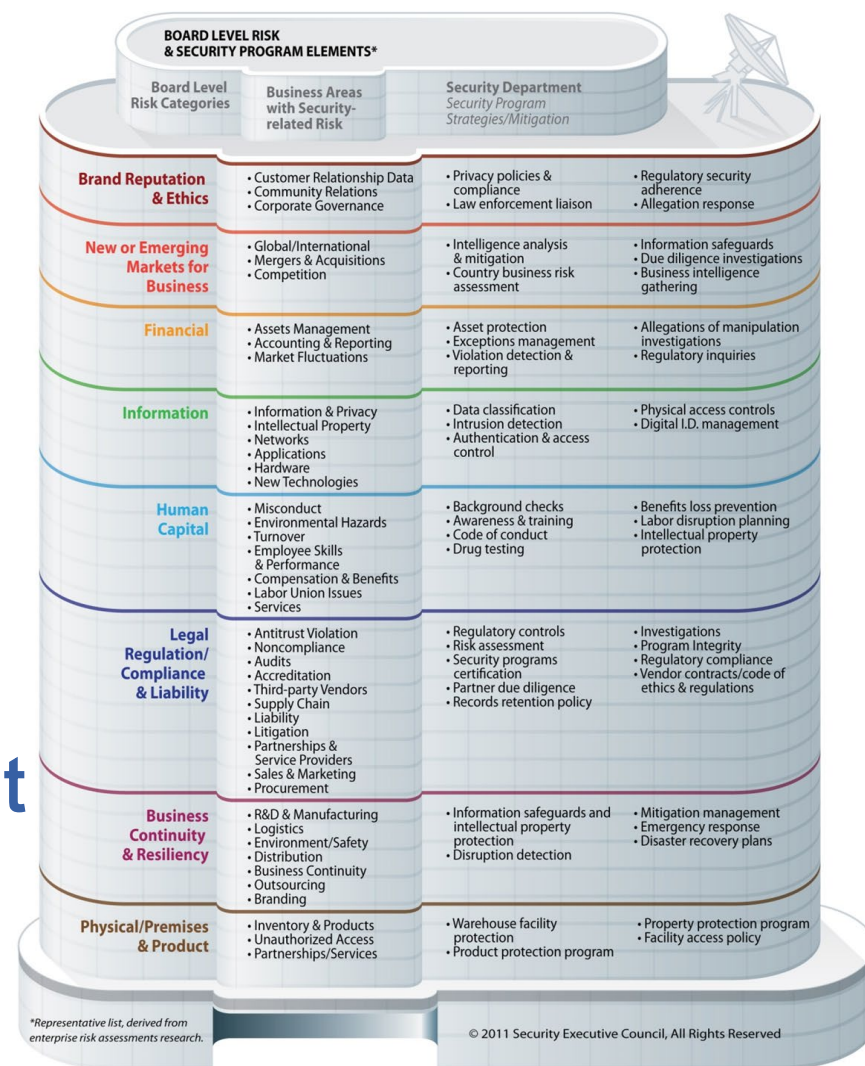 BOARD LEVEL RISK
& SECURITY PROGRAM ELEMENTS*
Board Level
Risk Categories
Business Areas
with Security-
related Risk
Security Department
Security Program
Strategies/Mitigation
Brand Reputation
& Ethics
• Customer Relationship Data
• Community Relations
• Corporate Governance
• Privacy policies &
compliance
• Law enforcement liaison
• Regulatory security
adherence
• Allegation response
New or Emerging
Markets for
Business
• Global/International
• Mergers & Acquisitions
• Competition
• Intelligence analysis
& mitigation
• Country business risk
assessment
• Information safeguards
• Due diligence investigations
• Business intelligence
gathering
Financial
• Assets Management
• Accounting & Reporting
• Market Fluctuations
• Asset protection
• Exceptions management
• Violation detection &
reporting
• Allegations of manipulation
investigations
• Regulatory inquiries
Information
• Information & Privacy
• Intellectual Property
• Networks
• Applications
• Hardware
• New Technologies
• Data classification
• Intrusion detection
• Authentication & access
control
• Physical access controls
• Digital I.D. management
Human
Capital
• Misconduct
• Environmental Hazards
• Turnover
• Employee Skills
& Performance
• Compensation & Benefits
• Labor Union Issues
• Services
• Background checks
• Awareness & training
• Code of conduct
• Drug testing
• Benefits loss prevention
• Labor disruption planning
• Intellectual property
protection
Legal
Regulation/
Compliance
& Liability
• Antitrust Violation
• Noncompliance
• Audits
• Accreditation
• Third-party Vendors
• Supply Chain
• Liability
• Litigation
• Partnerships &
Service Providers
• Sales & Marketing
• Procurement
• Regulatory controls
• Risk assessment
• Security programs
certification
• Partner due diligence
• Records retention policy
• Investigations
• Program Integrity
• Regulatory compliance
• Vendor contracts/code of
ethics & regulations
t
Business
Continuity
& Resiliency
• R&D & Manufacturing
• Logistics
• Environment/Safety
• Distribution
• Business Continuity
• Outsourcing
• Branding
• Information safeguards and
intellectual property
protection
• Disruption detection
• Mitigation management
• Emergency response
• Disaster recovery plans
Physical/Premises
& Product
• Inventory & Products
• Unauthorized Access
• Partnerships/Services
• Warehouse facility
protection
• Product protection program
• Property protection program
• Facility access policy
*Representative list, derived from
enterprise risk assessments research.
© 2011 Security Executive Council, All Rights Reserved